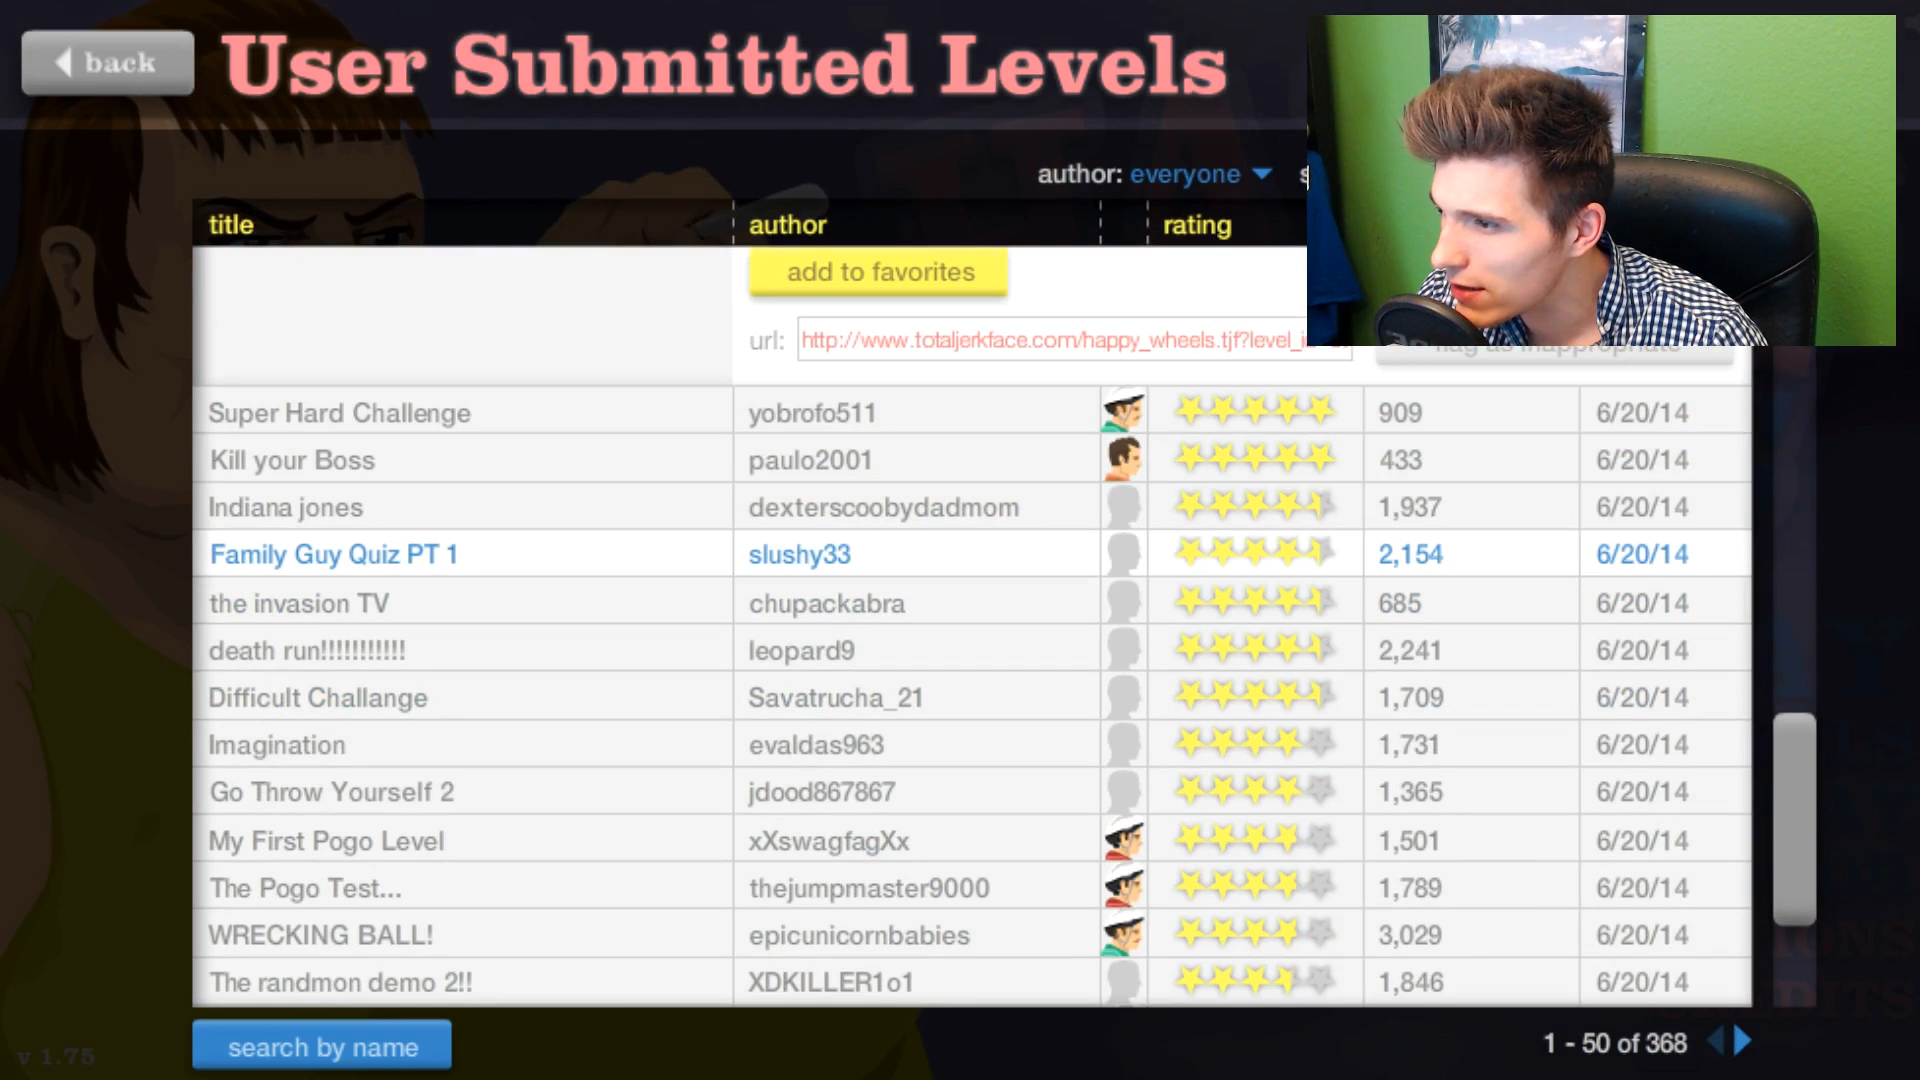 back
User Submitted Levels
author: everyone
title author rating
add to favorites
url: http://www.totaljerkface.com/happy_wheels.tjf?level_i
flag as inappropriate
Super Hard Challenge yobrofo511 909 6/20/14
Kill your Boss paulo2001 433 6/20/14
Indiana jones dexterscoobydadmom 1,937 6/20/14
Family Guy Quiz PT 1 slushy33 2,154 6/20/14
the invasion TV chupackabra 685 6/20/14
death run!!!!!!!!!!! leopard9 2,241 6/20/14
Difficult Challange Savatrucha_21 1,709 6/20/14
Imagination evaldas963 1,731 6/20/14
Go Throw Yourself 2 jdood867867 1,365 6/20/14
My First Pogo Level xXswagfagXx 1,501 6/20/14
The Pogo Test... thejumpmaster9000 1,789 6/20/14
WRECKING BALL! epicunicornbabies 3,029 6/20/14
The randmon demo 2!! XDKILLER1o1 1,846 6/20/14
search by name
1 - 50 of 368
v 1.75